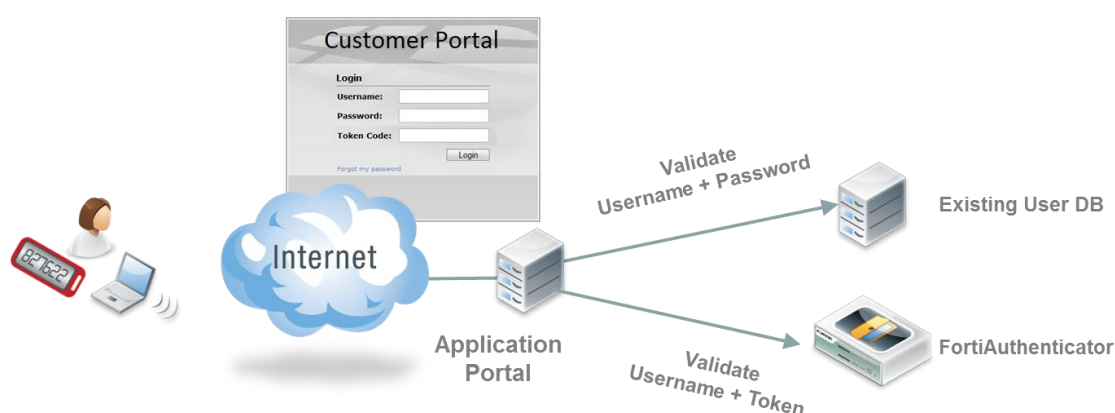 Customer Portal
Login
Username:
Password:
Token Code:
Login
Forgot my password
827622
Internet
Application
Portal
Validate
Username + Password
Existing User DB
Validate
Username + Token
FortiAuthenticator